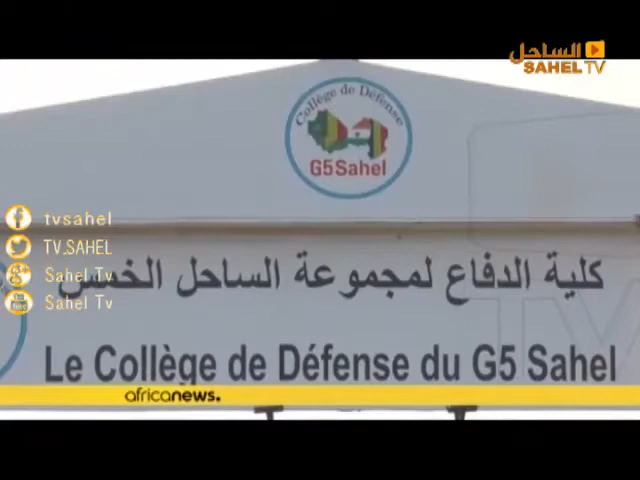 الساحل
SAHEL TV
Collège de Défense
G5Sahel
tvsahel
TV.SAHEL
Sahel Tv
Sahel Tv
كلية الدفاع لمجموعة الساحل الخمس
Le Collège de Défense du G5 Sahel
africanews.